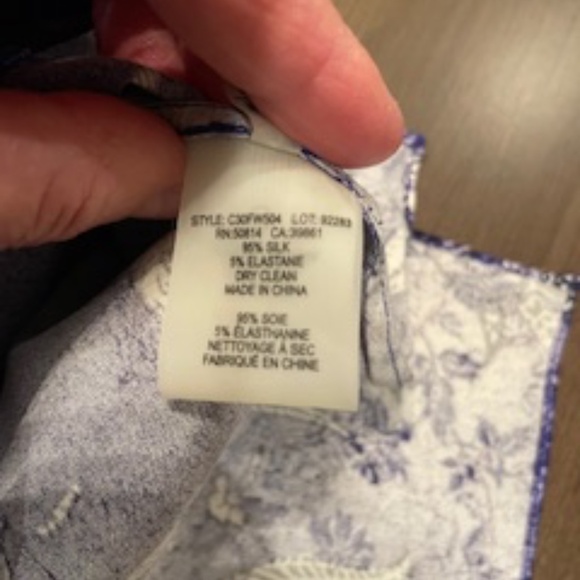 STYLE: C30FW504 LOT: 92283
RN:50814 CA:39861
95% SILK
5% ELASTANE
DRY CLEAN
MADE IN CHINA
95% SOIE
5% ÉLASTHANNE
NETTOYAGE À SEC
FABRIQUÉ EN CHINE